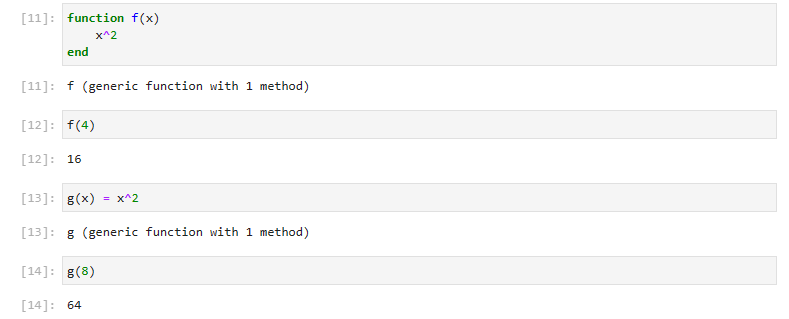 [11]: function f(x)
    x^2
end
[11]: f (generic function with 1 method)
[12]: f(4)
[12]: 16
[13]: g(x) = x^2
[13]: g (generic function with 1 method)
[14]: g(8)
[14]: 64